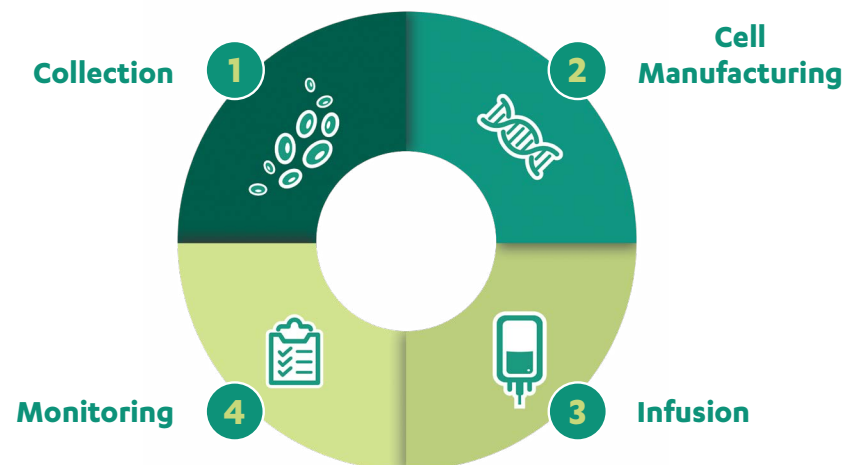 Collection
1
2
Cell
Manufacturing
Monitoring
4
3
Infusion